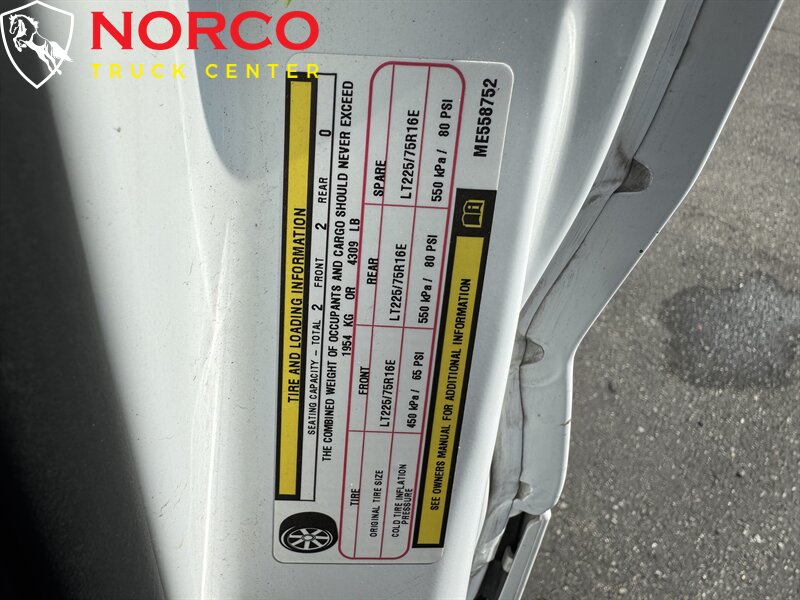 NORCO
TRUCK CENTER
TIRE AND LOADING INFORMATION
SEATING CAPACITY - TOTAL 2 FRONT 2 REAR 0
THE COMBINED WEIGHT OF OCCUPANTS AND CARGO SHOULD NEVER EXCEED
1954 KG OR 4309 LB
TIRE FRONT REAR SPARE
ORIGINAL TIRE SIZE LT225/75R16E LT225/75R16E LT225/75R16E
COLD TIRE INFLATION
PRESSURE 450 kPa / 65 PSI 550 kPa / 80 PSI 550 kPa / 80 PSI
SEE OWNERS MANUAL FOR ADDITIONAL INFORMATION
ME558752